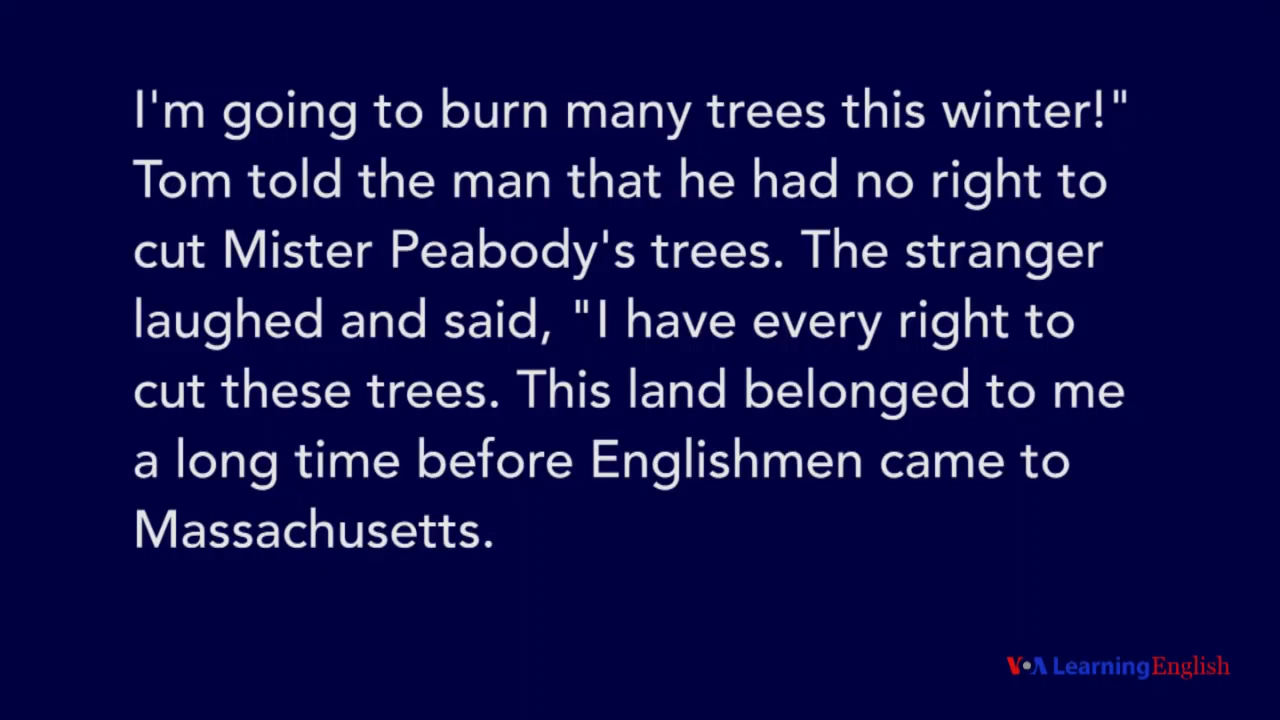 I'm going to burn many trees this winter!"
Tom told the man that he had no right to
cut Mister Peabody's trees. The stranger
laughed and said, "I have every right to
cut these trees. This land belonged to me
a long time before Englishmen came to
Massachusetts.
VOA Learning English